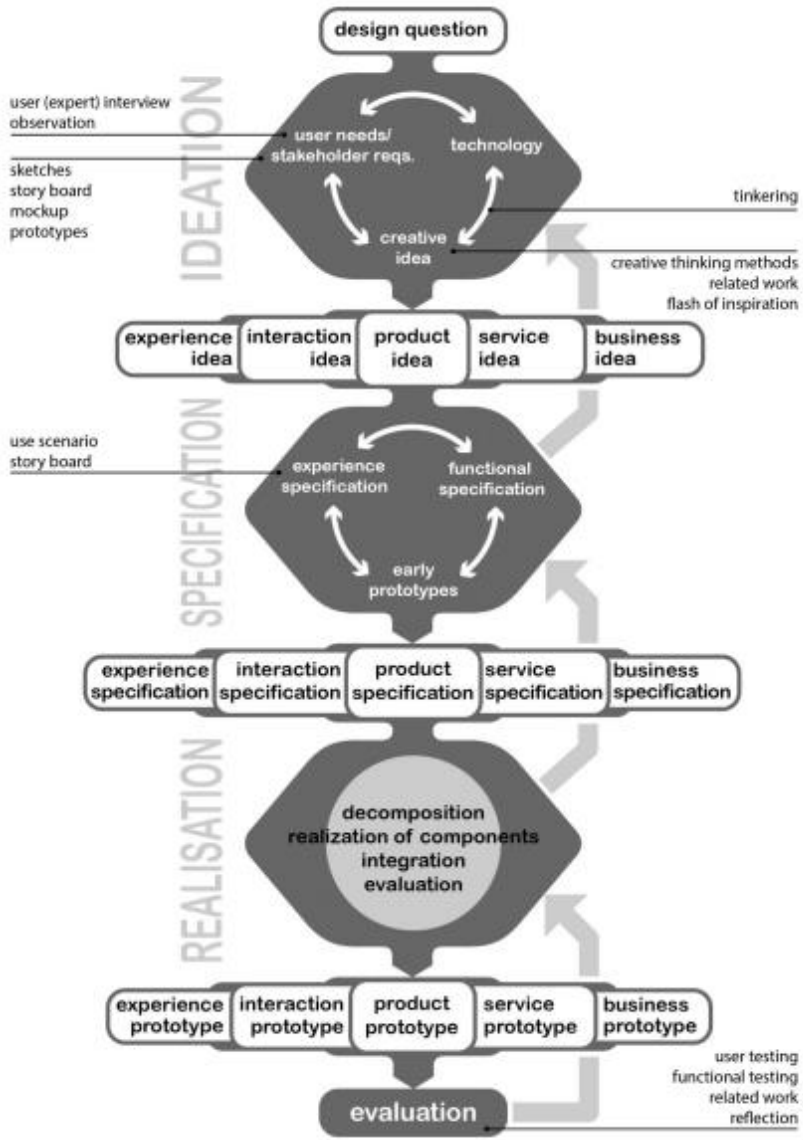 design question
IDEATION
user (expert) interview
observation
sketches
story board
mockup
prototypes
user needs/
stakeholder reqs.
technology
creative
idea
tinkering
creative thinking methods
related work
flash of inspiration
experience
idea
interaction
idea
product
idea
service
idea
business
idea
SPECIFICATION
use scenario
story board
experience
specification
functional
specification
early
prototypes
experience
specification
interaction
specification
product
specification
service
specification
business
specification
REALISATION
decomposition
realization of components
integration
evaluation
experience
prototype
interaction
prototype
product
prototype
service
prototype
business
prototype
evaluation
user testing
functional testing
related work
reflection